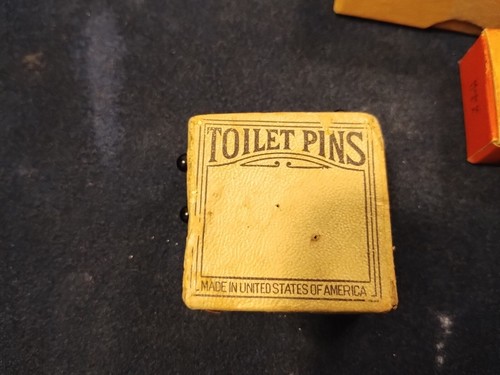 TOILET PINS
MADE IN UNITED STATES OF AMERICA